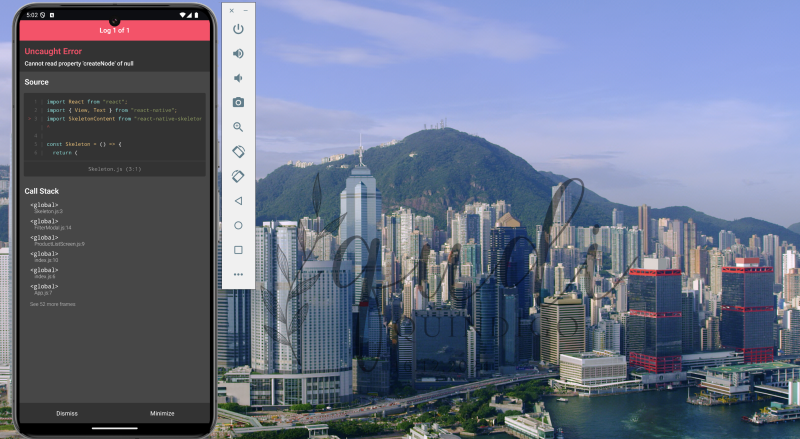 5:02
Log 1 of 1
Uncaught Error
Cannot read property 'createNode' of null
Source
1 import React from "react";
2 import { View, Text } from "react-native";
3 import SkeletonContent from "react-native-skeleton
4
5 const Skeleton = () => {
6 return (
Skeleton.js (3:1)
Call Stack
<global>
Skeleton.js:3
<global>
FilterModal.js:14
<global>
ProductListScreen.js:9
<global>
index.js:10
<global>
index.js:6
<global>
App.js:7
See 52 more frames
Dismiss Minimize